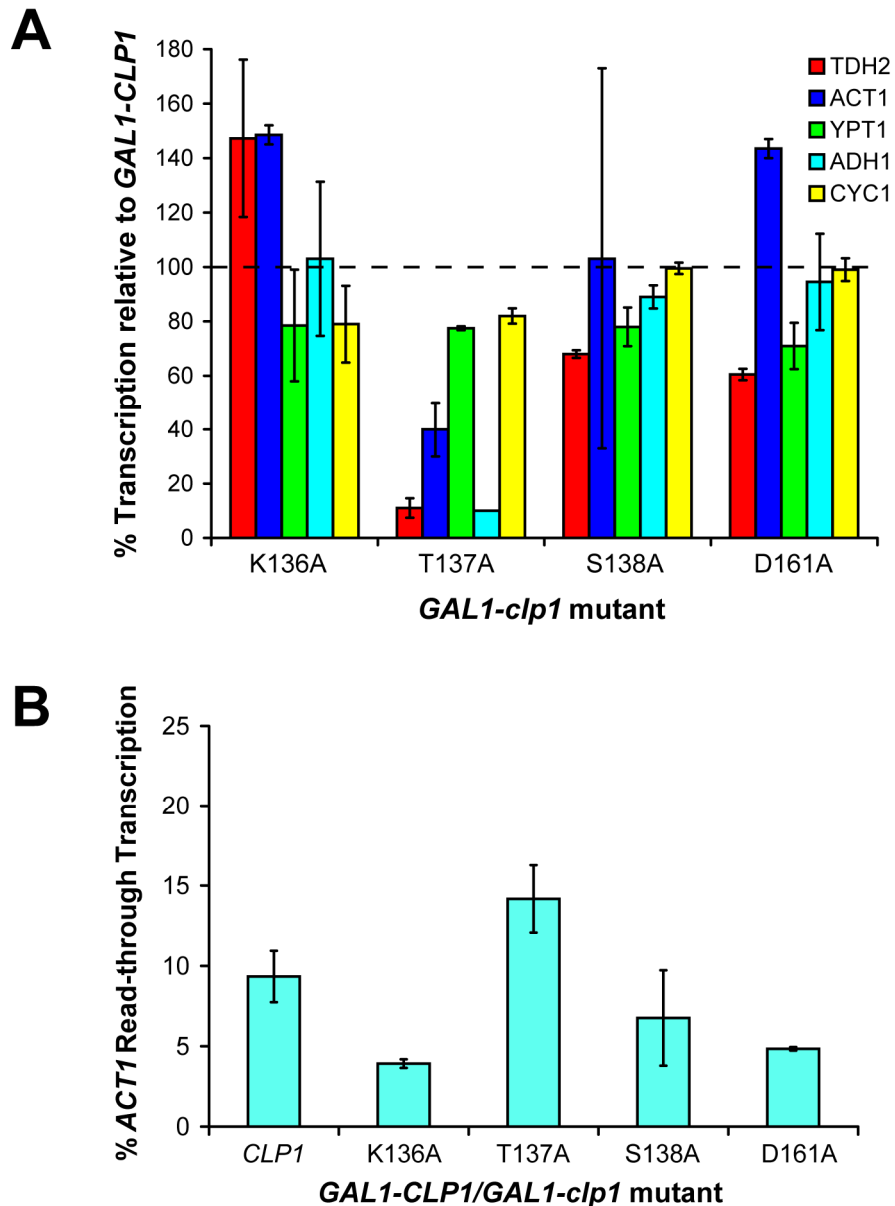 A
% Transcription relative to GAL1-CLP1
180
160
140
120
100
80
60
40
20
0
TDH2
ACT1
YPT1
ADH1
CYC1
K136A T137A S138A D161A
GAL1-clp1 mutant
B
% ACT1 Read-through Transcription
25
20
15
10
5
0
CLP1 K136A T137A S138A D161A
GAL1-CLP1/GAL1-clp1 mutant